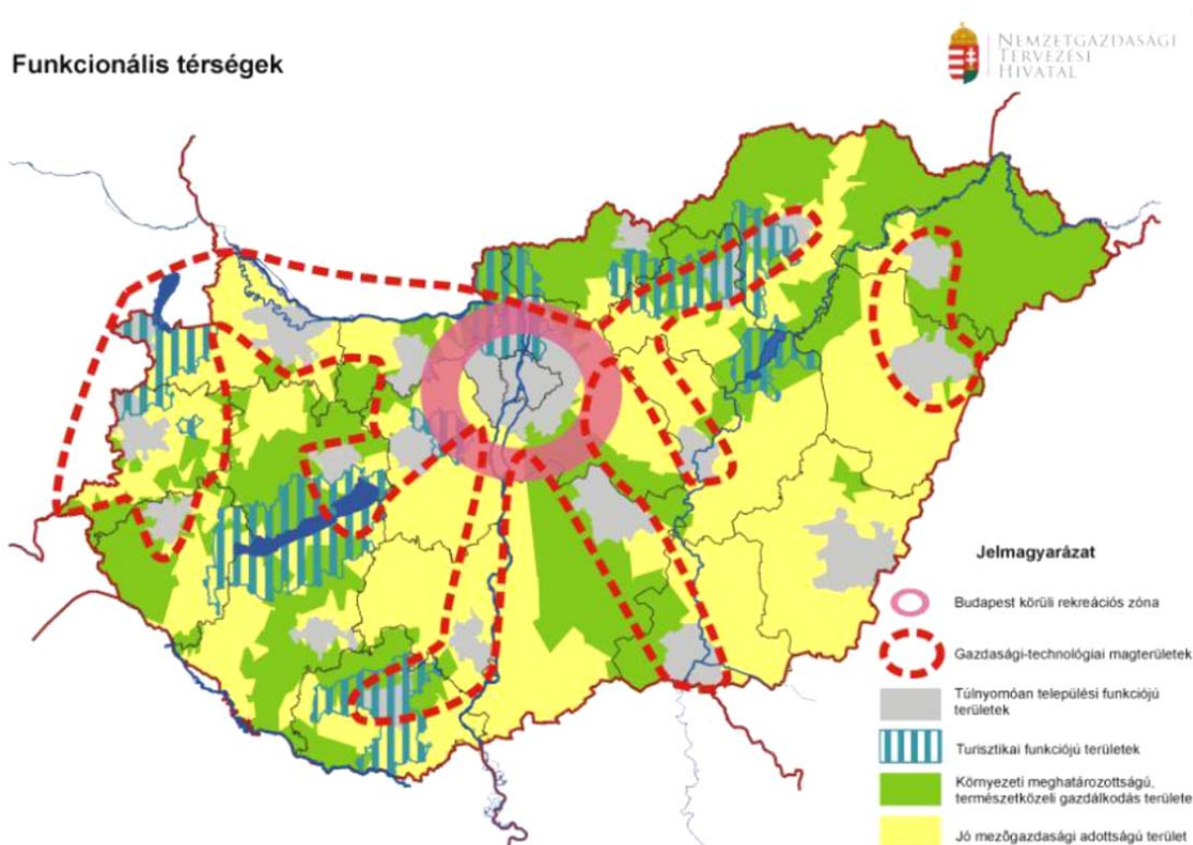 Funkcionális térségek
NEMZETGAZDASÁGI
TERVEZÉSI
HIVATAL
Jelmagyarázat
Budapest körüli rekreációs zóna
Gazdasági-technológiai magterületek
Túlnyomóan települési funkciójú
területek
Turisztikai funkciójú területek
Környezeti meghatározottságú,
természetközeli gazdálkodás területe
Jó mezőgazdasági adottságú terület